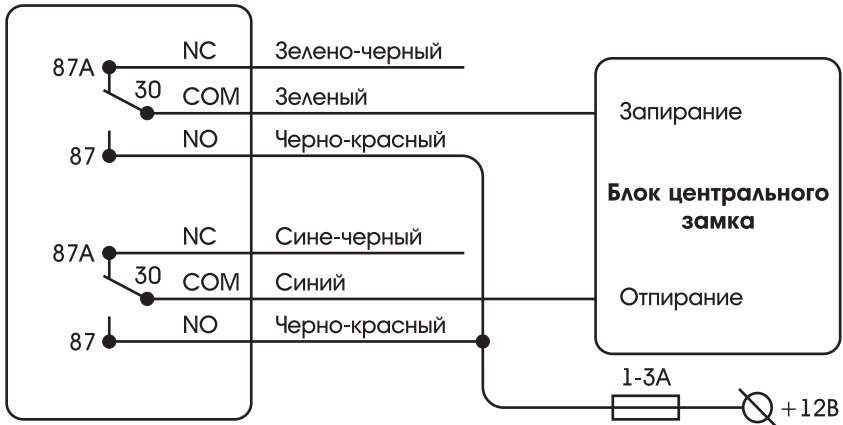 87A NC Зелено-черный
30 COM Зеленый
Запирание
87 NO Черно-красный
Блок центрального
замка
87A NC Сине-черный
30 COM Синий
Отпирание
87 NO Черно-красный
1-3А
+12В